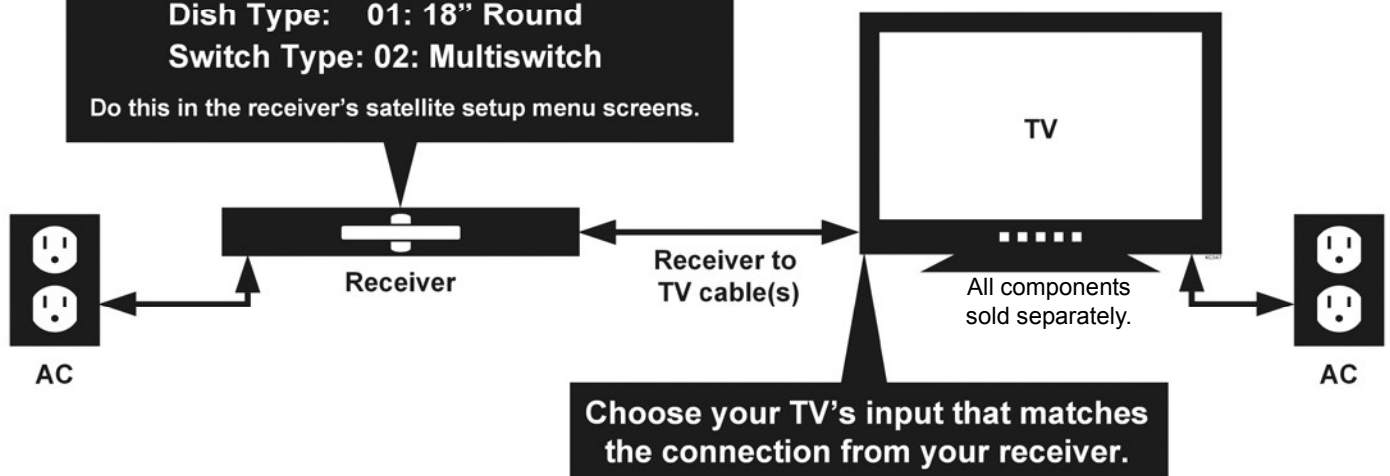 Dish Type: 01: 18” Round
Switch Type: 02: Multiswitch
Do this in the receiver’s satellite setup menu screens.
TV
Receiver
Receiver to
TV cable(s)
All components
sold separately.
AC
AC
Choose your TV’s input that matches
the connection from your receiver.